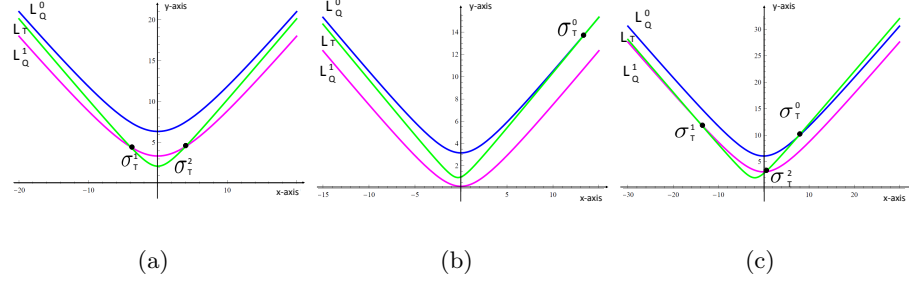 L_Q^0
L_T
L_Q^1
y-axis
20
15
10
5
σ_T^1
σ_T^2
-20
-10
10
x-axis
(a)
L_Q^0
L_T
L_Q^1
y-axis
14
12
10
8
6
4
2
σ_T^0
-15
-10
-5
5
10
15
x-axis
(b)
L_Q^0
L_T
L_Q^1
y-axis
30
20
10
σ_T^0
σ_T^1
σ_T^2
-30
-20
-10
10
20
30
x-axis
(c)